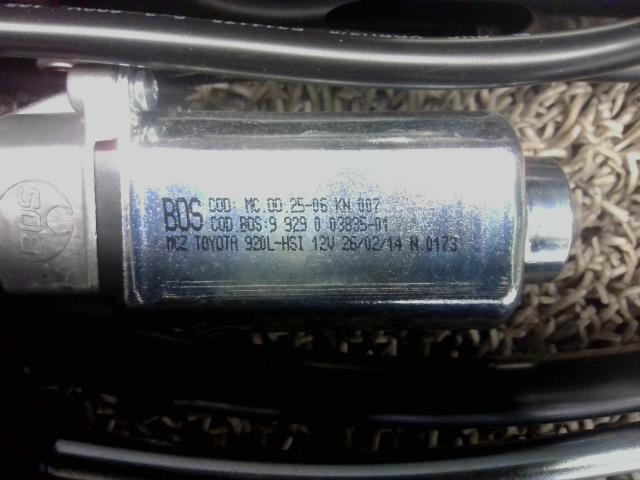 BOS COD: MC.00.25-06 KN 007
COD.BOS:9 929 0 03835-01
MCZ TOYOTA 920L-HSI 12V 26/02/14 N.0173
BOS